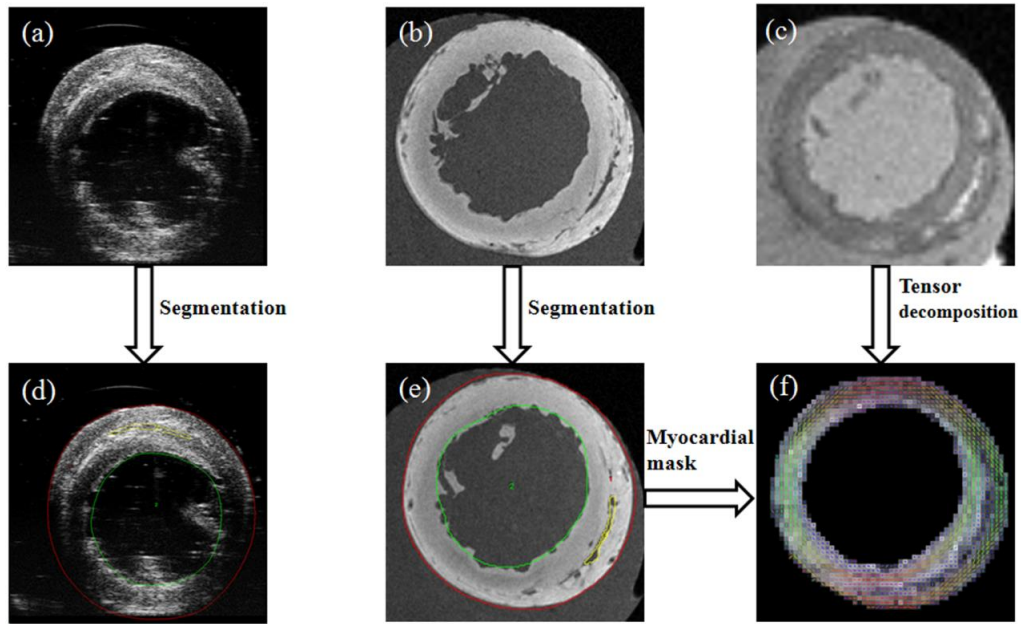 (a)
(b)
(c)
Segmentation
Segmentation
Tensor
decomposition
(d)
(e)
(f)
Myocardial
mask